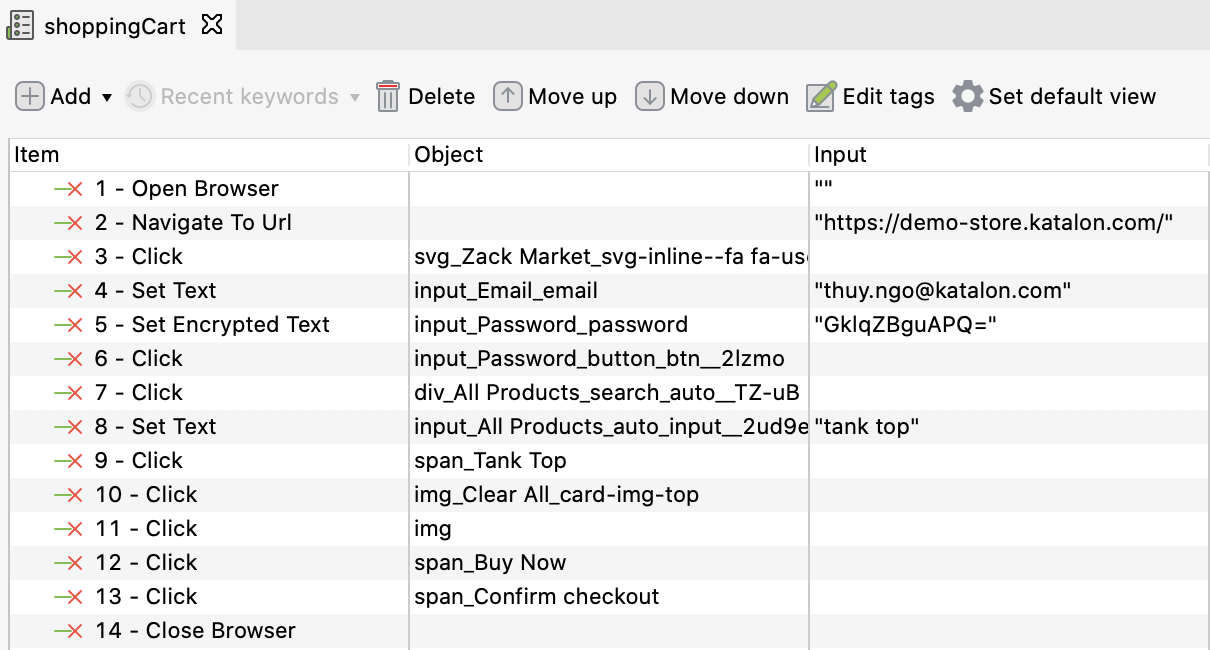 shoppingCart
Add Recent keywords Delete Move up Move down Edit tags Set default view
Item Object Input
1 - Open Browser ""
2 - Navigate To Url "https://demo-store.katalon.com/"
3 - Click svg_Zack Market_svg-inline--fa fa-us
4 - Set Text input_Email_email "thuy.ngo@katalon.com"
5 - Set Encrypted Text input_Password_password "GklqZBguAPQ="
6 - Click input_Password_button_btn__2lzmo
7 - Click div_All Products_search_auto__TZ-uB
8 - Set Text input_All Products_auto_input__2ud9e "tank top"
9 - Click span_Tank Top
10 - Click img_Clear All_card-img-top
11 - Click img
12 - Click span_Buy Now
13 - Click span_Confirm checkout
14 - Close Browser